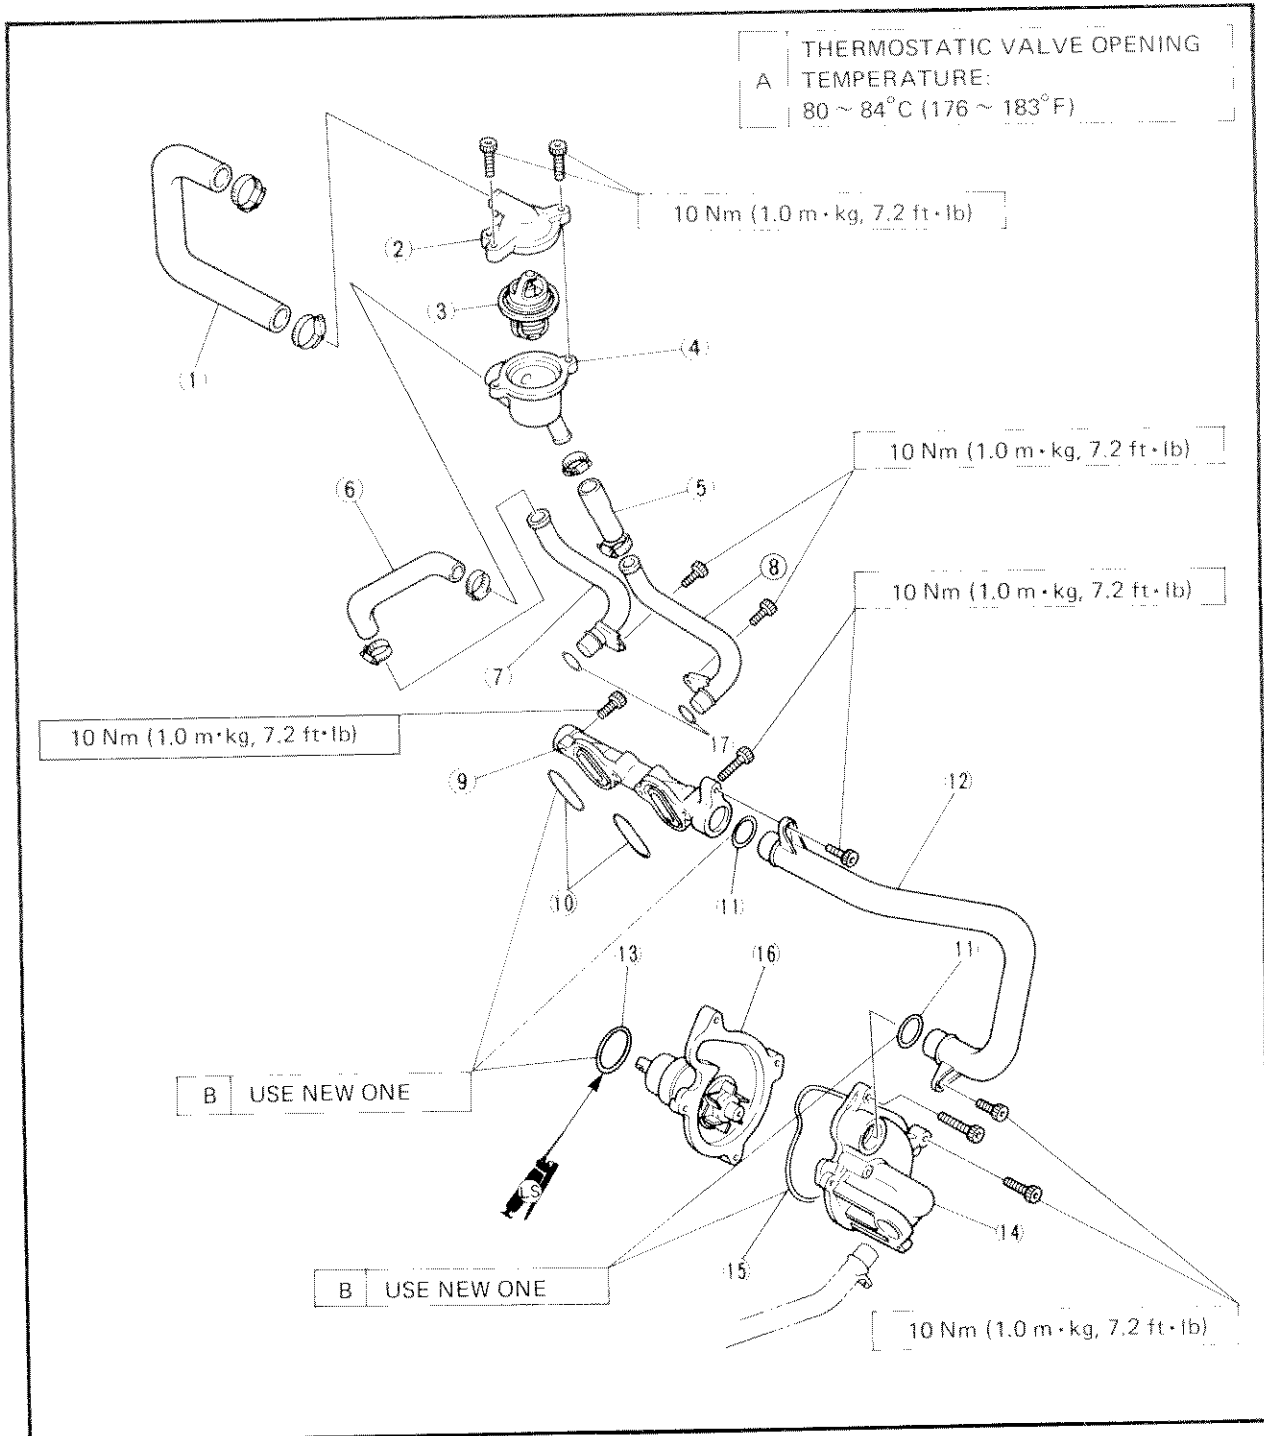 A
THERMOSTATIC VALVE OPENING
TEMPERATURE:
80 ~ 84°C (176 ~ 183°F)
10 Nm (1.0 m·kg, 7.2 ft·lb)
2
3
4
1
10 Nm (1.0 m·kg, 7.2 ft·lb)
6
5
8
10 Nm (1.0 m·kg, 7.2 ft·lb)
7
10 Nm (1.0 m·kg, 7.2 ft·lb)
17
9
12
10
11
13
16
11
B USE NEW ONE
LS
14
15
B USE NEW ONE
10 Nm (1.0 m·kg, 7.2 ft·lb)